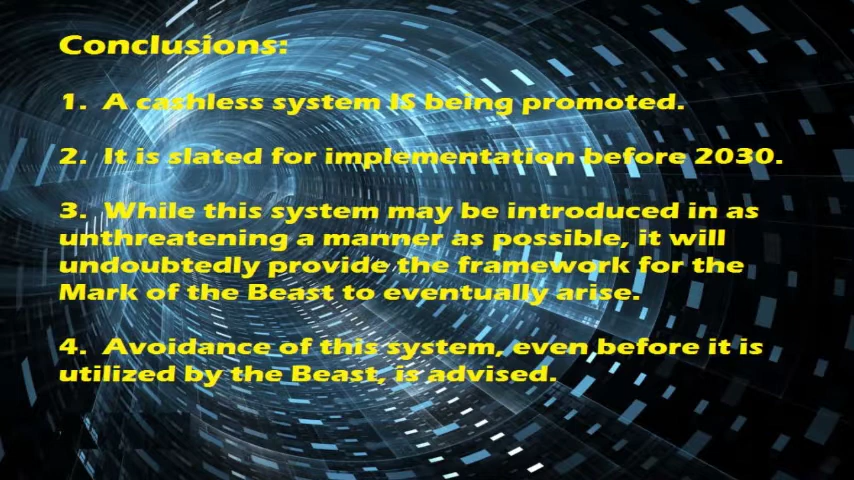 Conclusions:
1. A cashless system IS being promoted.
2. It is slated for implementation before 2030.
3. While this system may be introduced in as
unthreatening a manner as possible, it will
undoubtedly provide the framework for the
Mark of the Beast to eventually arise.
4. Avoidance of this system, even before it is
utilized by the Beast, is advised.